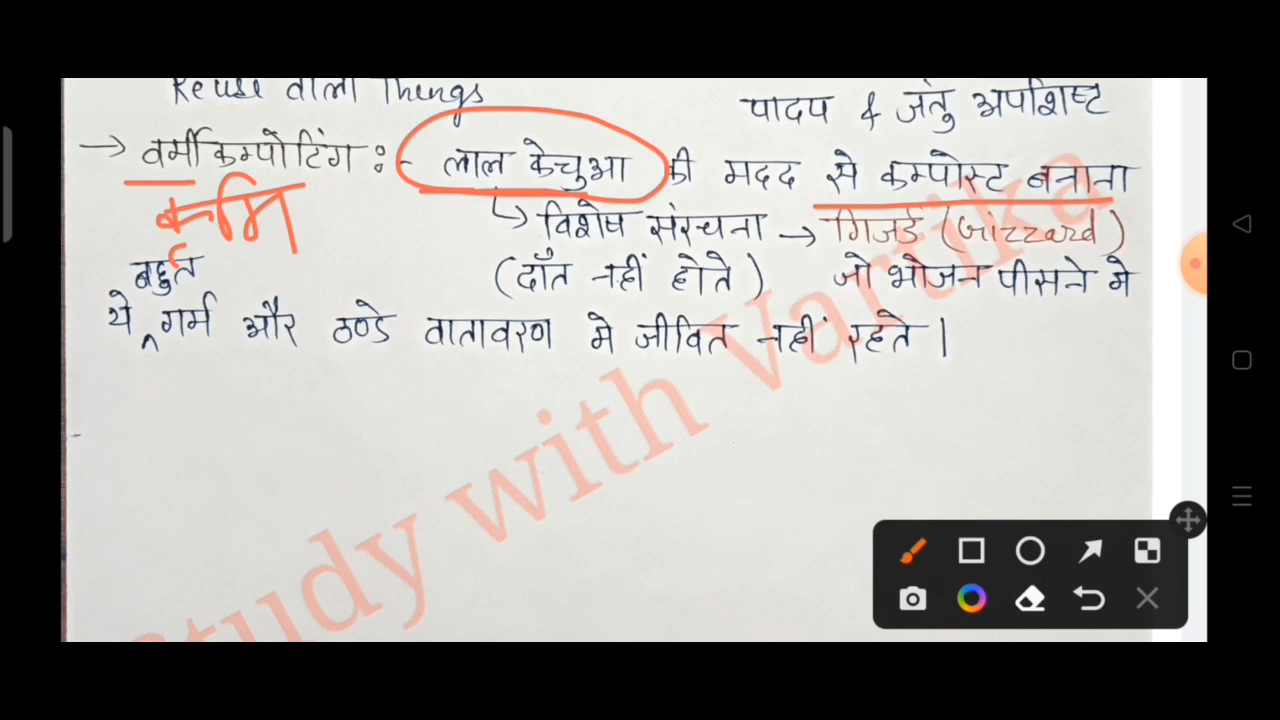 Reuse वाली Things
पादप & जंतु अपशिष्ट
→ वर्मीकम्पोटिंग :- लाल केचुआ की मदद से कम्पोस्ट बनाना
कृमि
↳ विशेष संरचना → गिजर्ड (Gizzard)
(दाँत नहीं होते) जो भोजन पीसने मे
बहुत
ये ^ गर्म और ठण्डे वातावरण मे जीवित नहीं रहते |
Study with Vartika